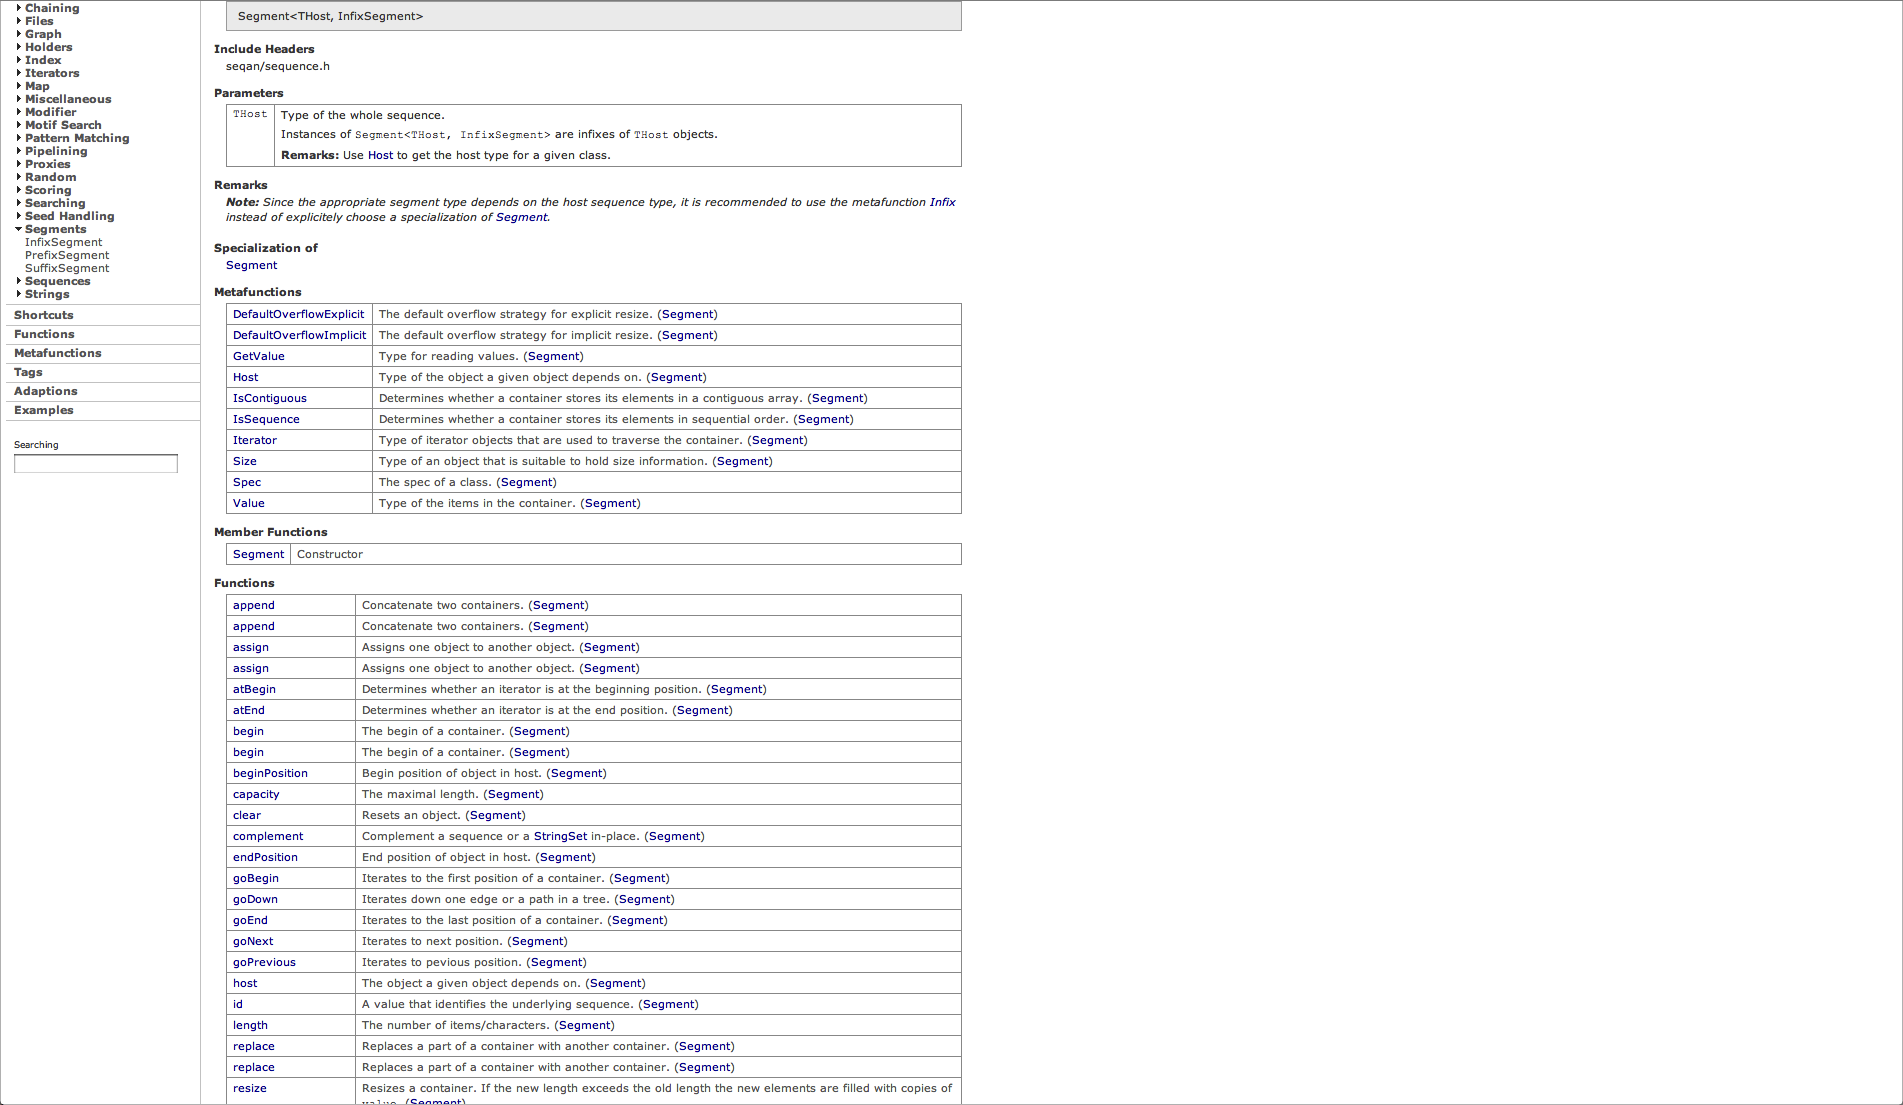 Chaining
Files
Graph
Holders
Index
Iterators
Map
Miscellaneous
Modifier
Motif Search
Pattern Matching
Pipelining
Proxies
Random
Scoring
Searching
Seed Handling
Segments
InfixSegment
PrefixSegment
SuffixSegment
Sequences
Strings
Shortcuts
Functions
Metafunctions
Tags
Adaptions
Examples
Searching
Segment<THost, InfixSegment>
Include Headers
seqan/sequence.h
Parameters
THost Type of the whole sequence.
Instances of Segment<THost, InfixSegment> are infixes of THost objects.
Remarks: Use Host to get the host type for a given class.
Remarks
Note: Since the appropriate segment type depends on the host sequence type, it is recommended to use the metafunction Infix
instead of explicitely choose a specialization of Segment.
Specialization of
Segment
Metafunctions
DefaultOverflowExplicit The default overflow strategy for explicit resize. (Segment)
DefaultOverflowImplicit The default overflow strategy for implicit resize. (Segment)
GetValue Type for reading values. (Segment)
Host Type of the object a given object depends on. (Segment)
IsContiguous Determines whether a container stores its elements in a contiguous array. (Segment)
IsSequence Determines whether a container stores its elements in sequential order. (Segment)
Iterator Type of iterator objects that are used to traverse the container. (Segment)
Size Type of an object that is suitable to hold size information. (Segment)
Spec The spec of a class. (Segment)
Value Type of the items in the container. (Segment)
Member Functions
Segment Constructor
Functions
append Concatenate two containers. (Segment)
append Concatenate two containers. (Segment)
assign Assigns one object to another object. (Segment)
assign Assigns one object to another object. (Segment)
atBegin Determines whether an iterator is at the beginning position. (Segment)
atEnd Determines whether an iterator is at the end position. (Segment)
begin The begin of a container. (Segment)
begin The begin of a container. (Segment)
beginPosition Begin position of object in host. (Segment)
capacity The maximal length. (Segment)
clear Resets an object. (Segment)
complement Complement a sequence or a StringSet in-place. (Segment)
endPosition End position of object in host. (Segment)
goBegin Iterates to the first position of a container. (Segment)
goDown Iterates down one edge or a path in a tree. (Segment)
goEnd Iterates to the last position of a container. (Segment)
goNext Iterates to next position. (Segment)
goPrevious Iterates to pevious position. (Segment)
host The object a given object depends on. (Segment)
id A value that identifies the underlying sequence. (Segment)
length The number of items/characters. (Segment)
replace Replaces a part of a container with another container. (Segment)
replace Replaces a part of a container with another container. (Segment)
resize Resizes a container. If the new length exceeds the old length the new elements are filled with copies of
value. (Segment)